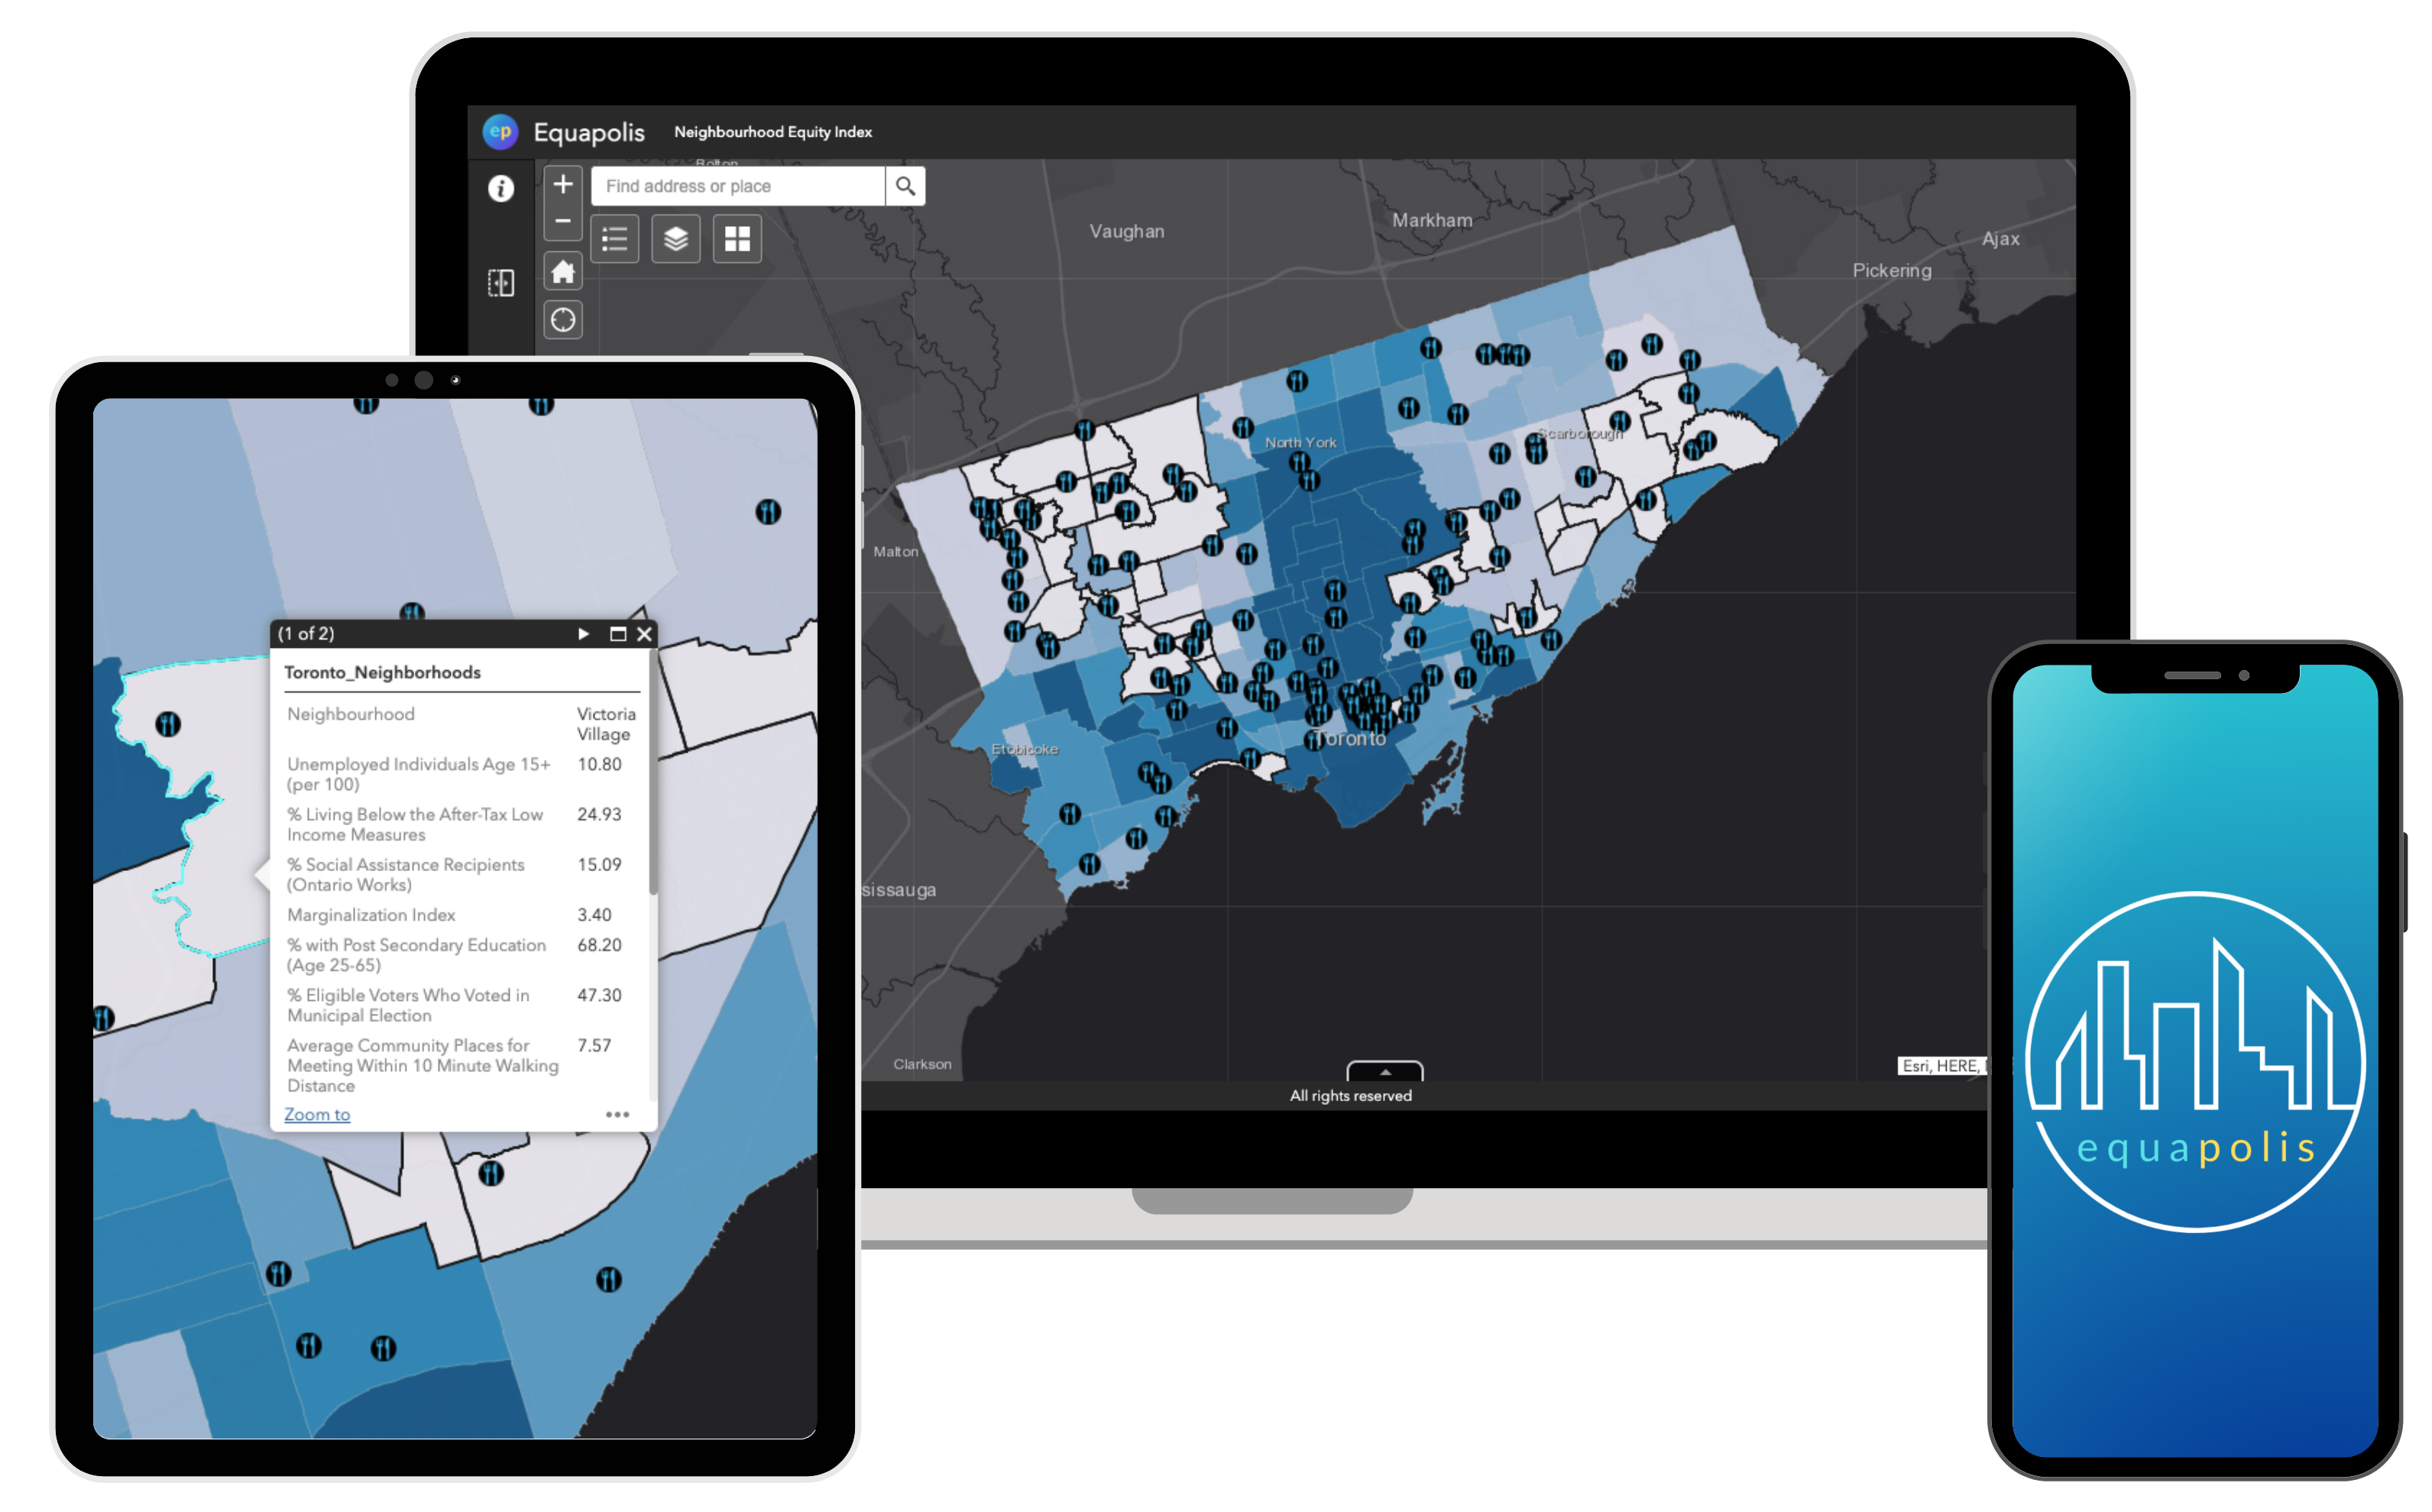 ep Equapolis Neighbourhood Equity Index
Bolton
Find address or place
Vaughan
Markham
Ajax
Pickering
North York
Scarborough
Malton
Etobicoke
Toronto
sissauga
Clarkson
Esri, HERE,
All rights reserved
(1 of 2)
Toronto_Neighborhoods
Neighbourhood Victoria
Village
Unemployed Individuals Age 15+ 10.80
(per 100)
% Living Below the After-Tax Low 24.93
Income Measures
% Social Assistance Recipients 15.09
(Ontario Works)
Marginalization Index 3.40
% with Post Secondary Education 68.20
(Age 25-65)
% Eligible Voters Who Voted in 47.30
Municipal Election
Average Community Places for 7.57
Meeting Within 10 Minute Walking
Distance
Zoom to
equapolis